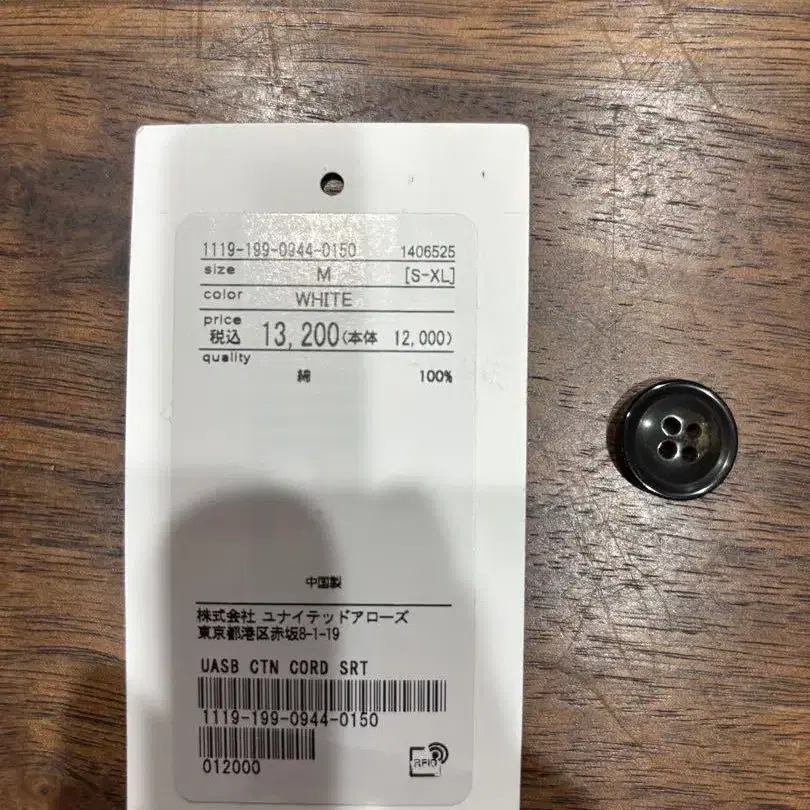 1119-199-0944-0150 1406525
size M [S-XL]
color WHITE
price
税込 13,200(本体 12,000)
quality
綿 100%
中国製
株式会社 ユナイテッドアローズ
東京都港区赤坂8-1-19
UASB CTN CORD SRT
1119-199-0944-0150
012000
RFID